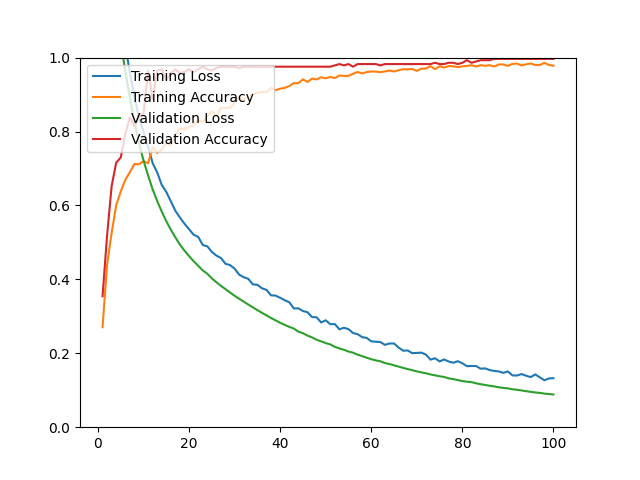 1.0
0.8
0.6
0.4
0.2
0.0
Training Loss
Training Accuracy
Validation Loss
Validation Accuracy
0 20 40 60 80 100